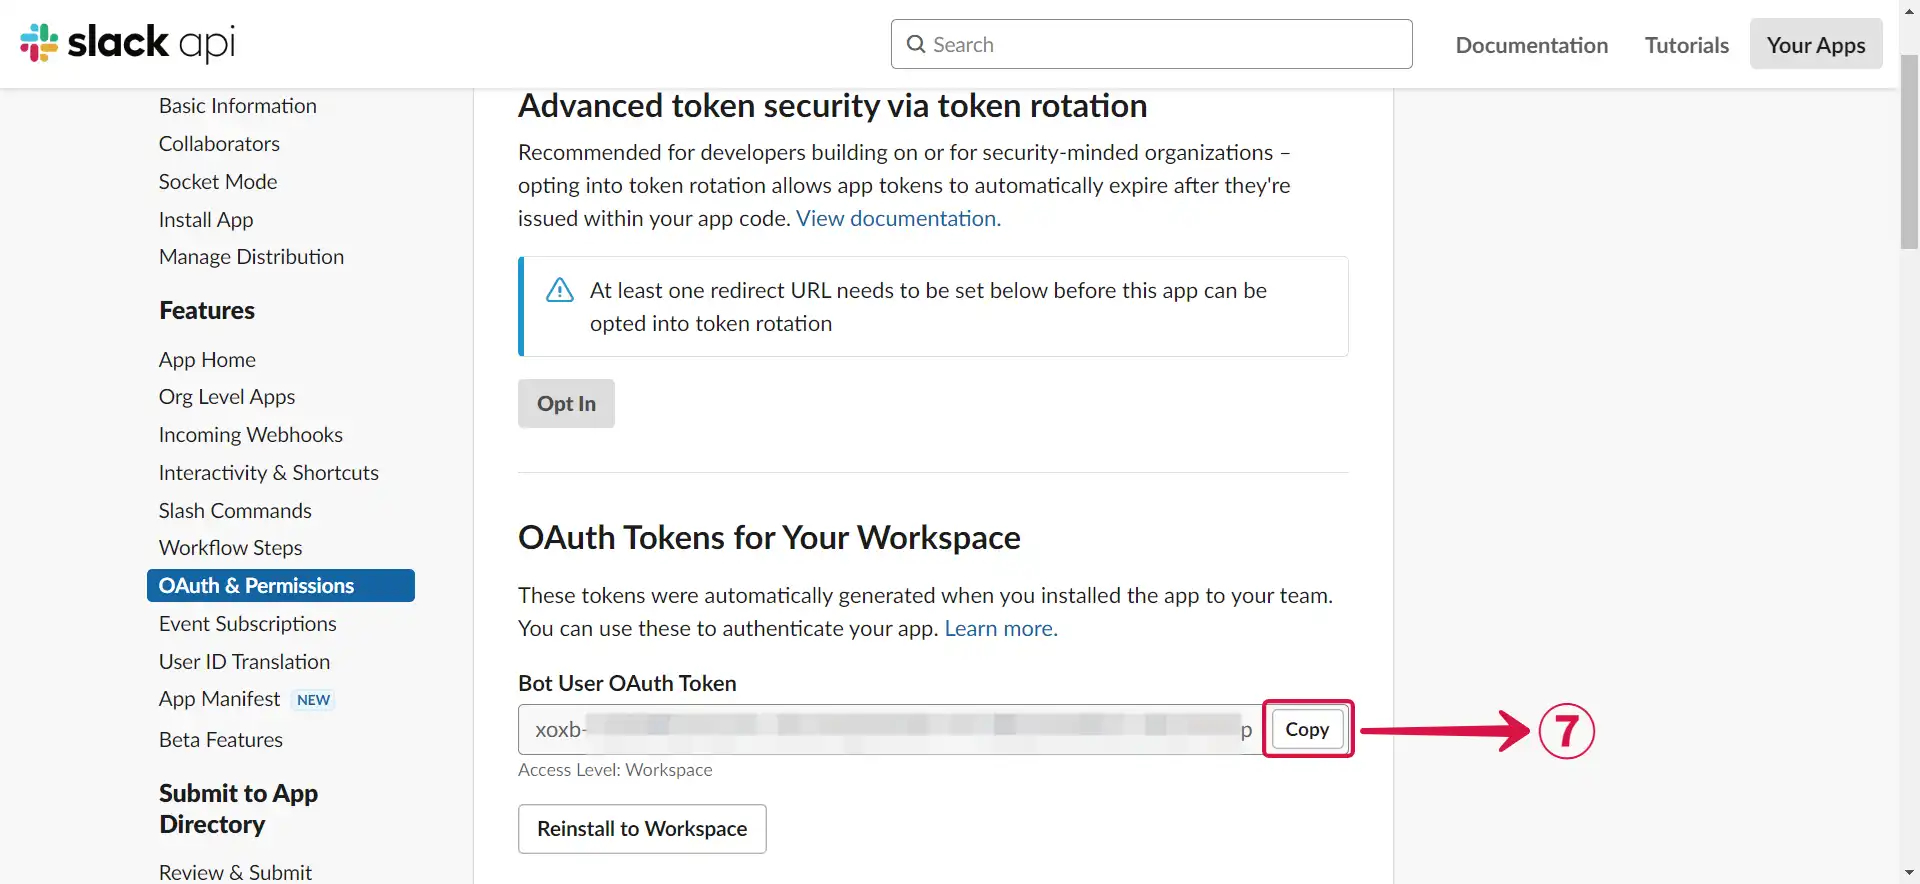 slack api
Search
Documentation
Tutorials
Your Apps
Basic Information
Collaborators
Socket Mode
Install App
Manage Distribution
Features
App Home
Org Level Apps
Incoming Webhooks
Interactivity & Shortcuts
Slash Commands
Workflow Steps
OAuth & Permissions
Event Subscriptions
User ID Translation
App Manifest NEW
Beta Features
Submit to App
Directory
Review & Submit
Advanced token security via token rotation
Recommended for developers building on or for security-minded organizations –
opting into token rotation allows app tokens to automatically expire after they're
issued within your app code. View documentation.
At least one redirect URL needs to be set below before this app can be
opted into token rotation
Opt In
OAuth Tokens for Your Workspace
These tokens were automatically generated when you installed the app to your team.
You can use these to authenticate your app. Learn more.
Bot User OAuth Token
xoxb- p
Copy
7
Access Level: Workspace
Reinstall to Workspace